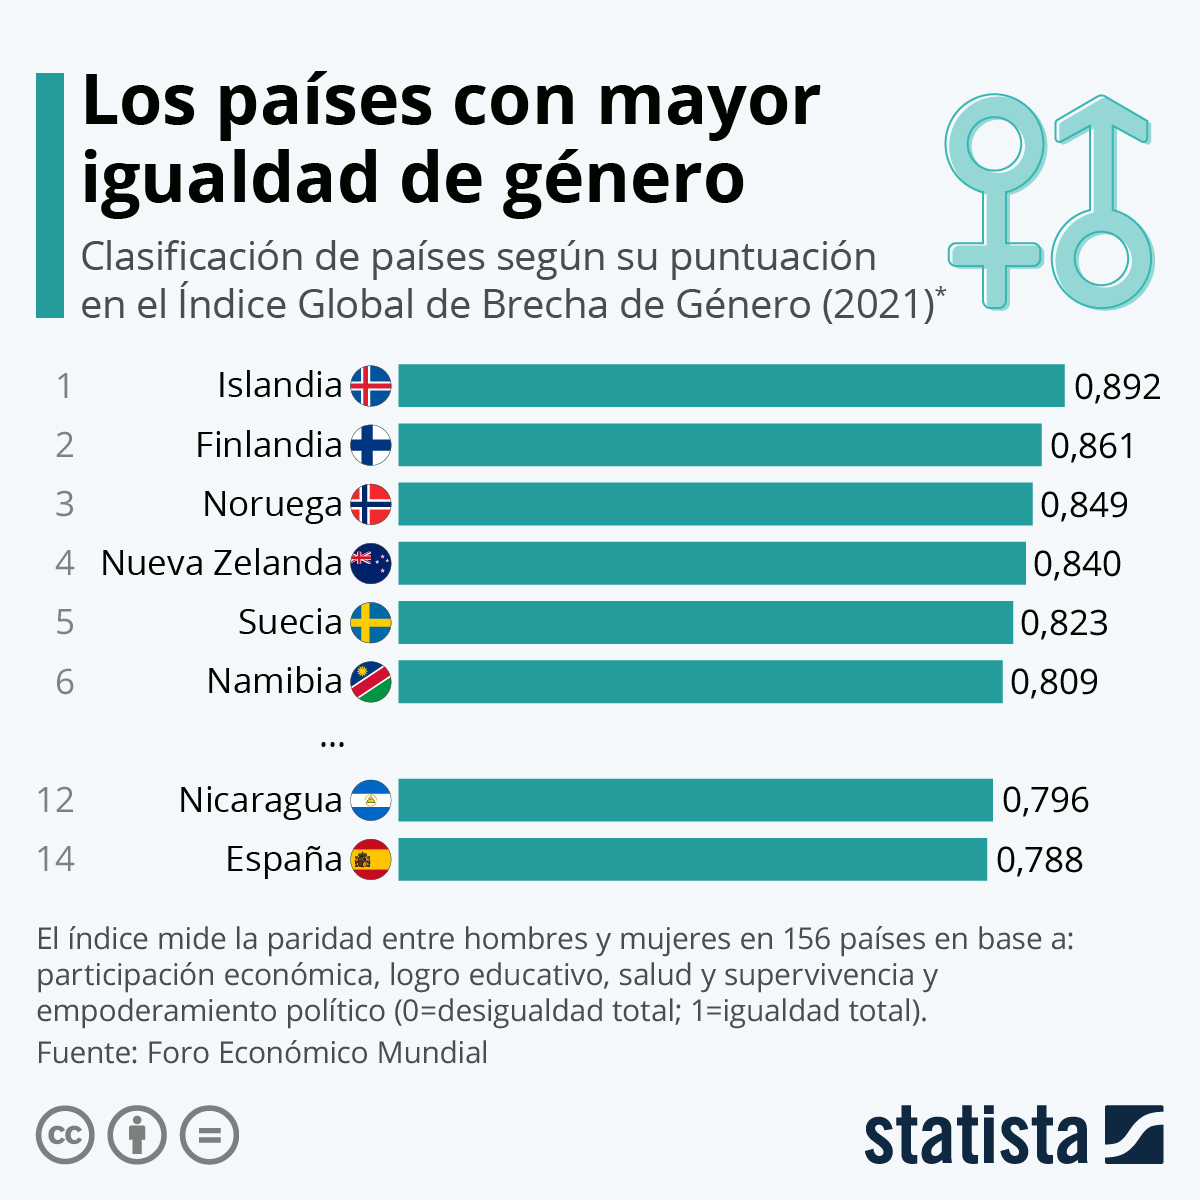 Los países con mayor
igualdad de género
Clasificación de países según su puntuación
en el Índice Global de Brecha de Género (2021)*
1 Islandia 0,892
2 Finlandia 0,861
3 Noruega 0,849
4 Nueva Zelanda 0,840
5 Suecia 0,823
6 Namibia 0,809
...
12 Nicaragua 0,796
14 España 0,788
El índice mide la paridad entre hombres y mujeres en 156 países en base a:
participación económica, logro educativo, salud y supervivencia y
empoderamiento político (0=desigualdad total; 1=igualdad total).
Fuente: Foro Económico Mundial
cc
statista